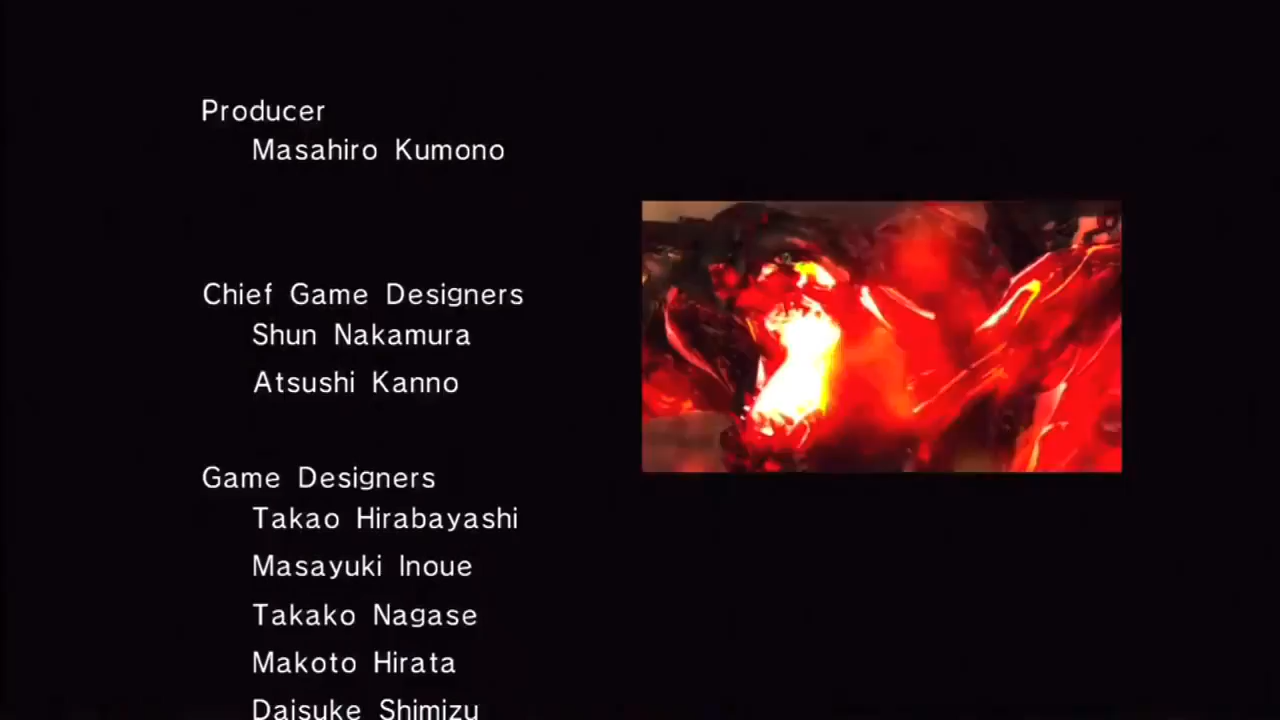 Producer
Masahiro Kumono
Chief Game Designers
Shun Nakamura
Atsushi Kanno
Game Designers
Takao Hirabayashi
Masayuki Inoue
Takako Nagase
Makoto Hirata
Daisuke Shimizu